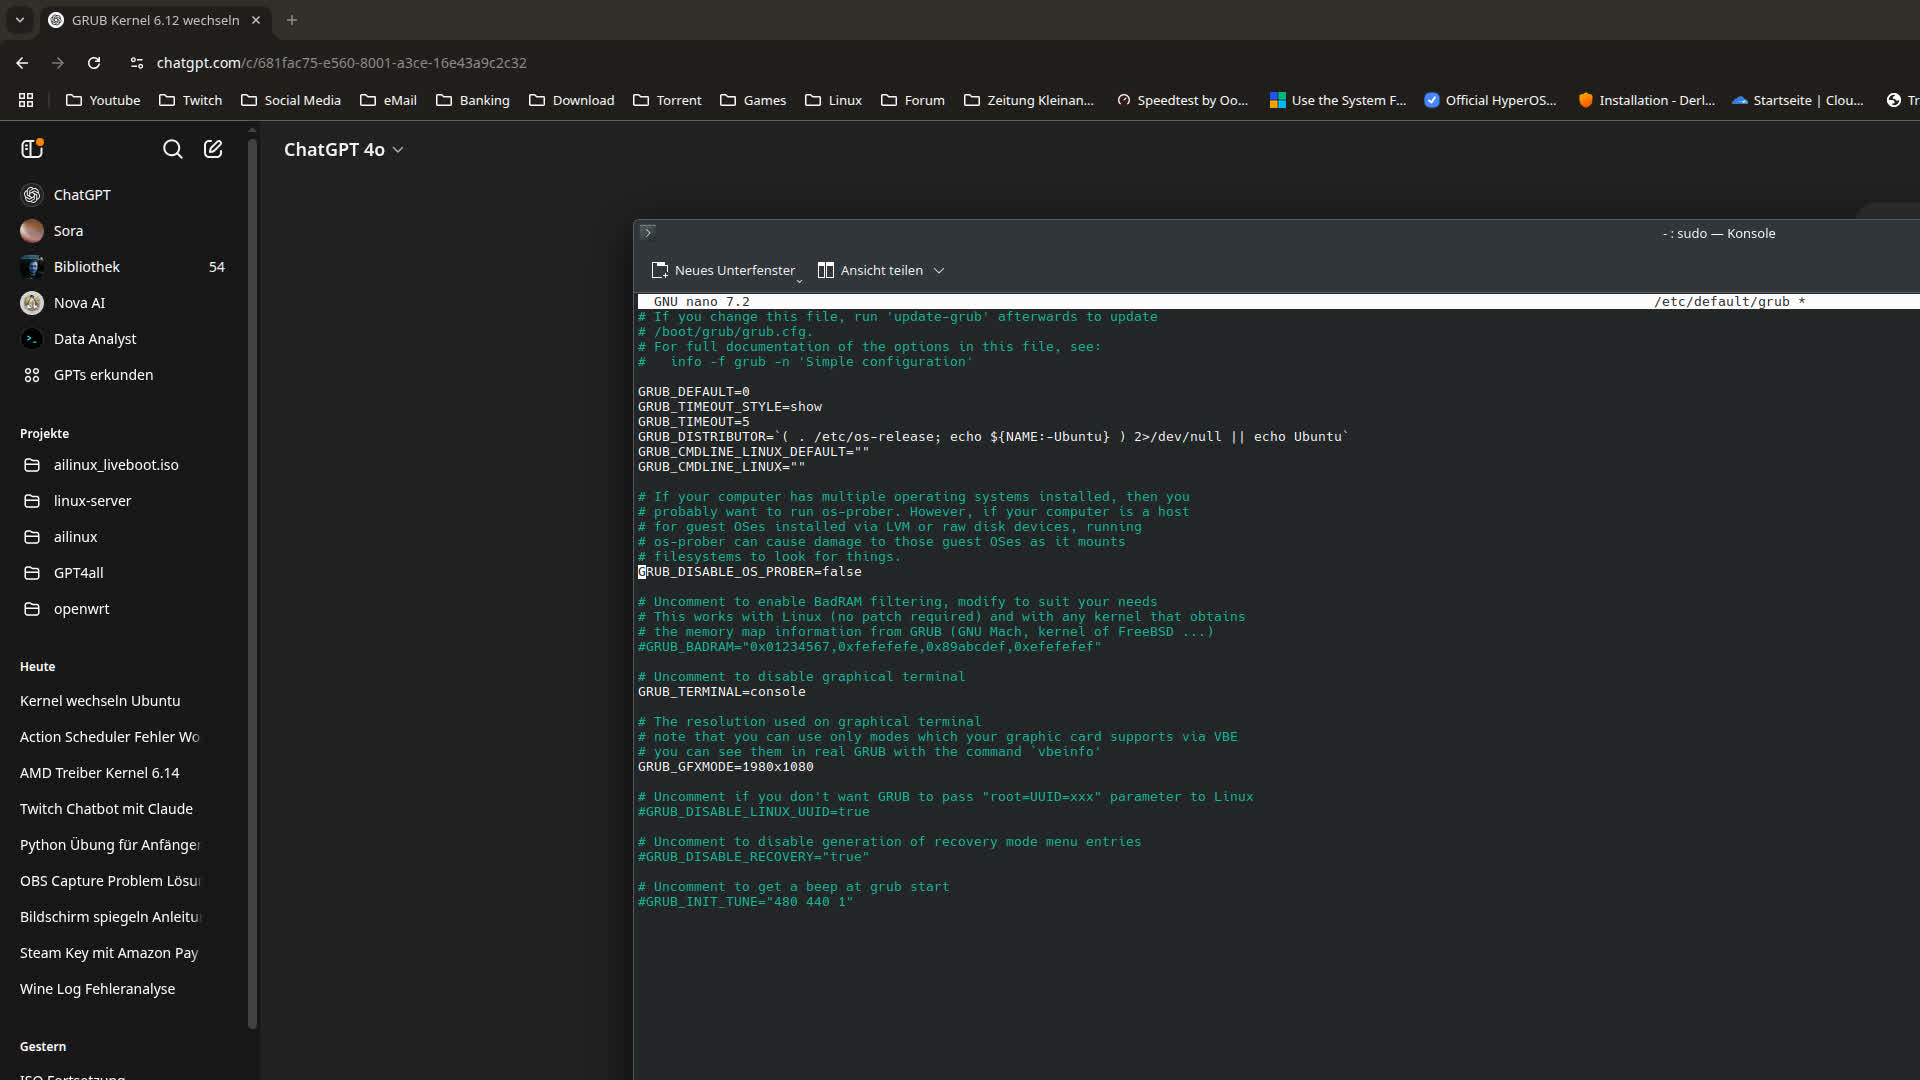 GRUB Kernel 6.12 wechseln
chatgpt.com/c/681fac75-e560-8001-a3ce-16e43a9c2c32
Youtube Twitch Social Media eMail Banking Download Torrent Games Linux Forum Zeitung Kleinan... Speedtest by Oo... Use the System F... Official HyperOS... Installation - Derl... Startseite | Clou... Tr
ChatGPT 4o
ChatGPT
Sora
Bibliothek 54
Nova AI
Data Analyst
GPTs erkunden
Projekte
ailinux_liveboot.iso
linux-server
ailinux
GPT4all
openwrt
Heute
Kernel wechseln Ubuntu
Action Scheduler Fehler Wo
AMD Treiber Kernel 6.14
Twitch Chatbot mit Claude
Python Übung für Anfänger
OBS Capture Problem Lösu
Bildschirm spiegeln Anleitu
Steam Key mit Amazon Pay
Wine Log Fehleranalyse
Gestern
ISO Fortsetzung
- : sudo — Konsole
Neues Unterfenster Ansicht teilen
GNU nano 7.2 /etc/default/grub *
# If you change this file, run 'update-grub' afterwards to update
# /boot/grub/grub.cfg.
# For full documentation of the options in this file, see:
#   info -f grub -n 'Simple configuration'
GRUB_DEFAULT=0
GRUB_TIMEOUT_STYLE=show
GRUB_TIMEOUT=5
GRUB_DISTRIBUTOR=`( . /etc/os-release; echo ${NAME:-Ubuntu} ) 2>/dev/null || echo Ubuntu`
GRUB_CMDLINE_LINUX_DEFAULT=""
GRUB_CMDLINE_LINUX=""
# If your computer has multiple operating systems installed, then you
# probably want to run os-prober. However, if your computer is a host
# for guest OSes installed via LVM or raw disk devices, running
# os-prober can cause damage to those guest OSes as it mounts
# filesystems to look for things.
GRUB_DISABLE_OS_PROBER=false
# Uncomment to enable BadRAM filtering, modify to suit your needs
# This works with Linux (no patch required) and with any kernel that obtains
# the memory map information from GRUB (GNU Mach, kernel of FreeBSD ...)
#GRUB_BADRAM="0x01234567,0xfefefefe,0x89abcdef,0xefefefef"
# Uncomment to disable graphical terminal
GRUB_TERMINAL=console
# The resolution used on graphical terminal
# note that you can use only modes which your graphic card supports via VBE
# you can see them in real GRUB with the command `vbeinfo'
GRUB_GFXMODE=1980x1080
# Uncomment if you don't want GRUB to pass "root=UUID=xxx" parameter to Linux
#GRUB_DISABLE_LINUX_UUID=true
# Uncomment to disable generation of recovery mode menu entries
#GRUB_DISABLE_RECOVERY="true"
# Uncomment to get a beep at grub start
#GRUB_INIT_TUNE="480 440 1"